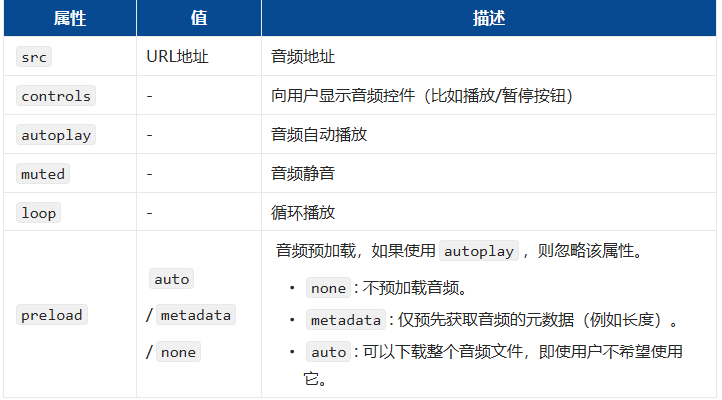 属性 值 描述
src URL地址 音频地址
controls - 向用户显示音频控件（比如播放/暂停按钮）
autoplay - 音频自动播放
muted - 音频静音
loop - 循环播放
preload
auto
/ metadata
/ none
音频预加载，如果使用 autoplay ，则忽略该属性。
• none : 不预加载音频。
• metadata : 仅预先获取音频的元数据（例如长度）。
• auto : 可以下载整个音频文件，即使用户不希望使用
它。